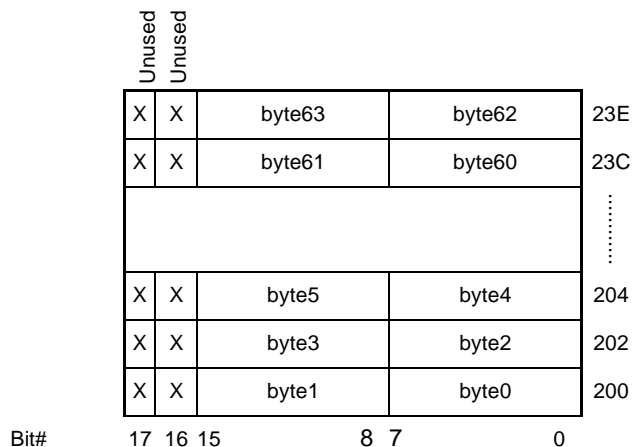 Unused Unused
X X byte63 byte62 23E
X X byte61 byte60 23C
X X byte5 byte4 204
X X byte3 byte2 202
X X byte1 byte0 200
Bit# 17 16 15 8 7 0